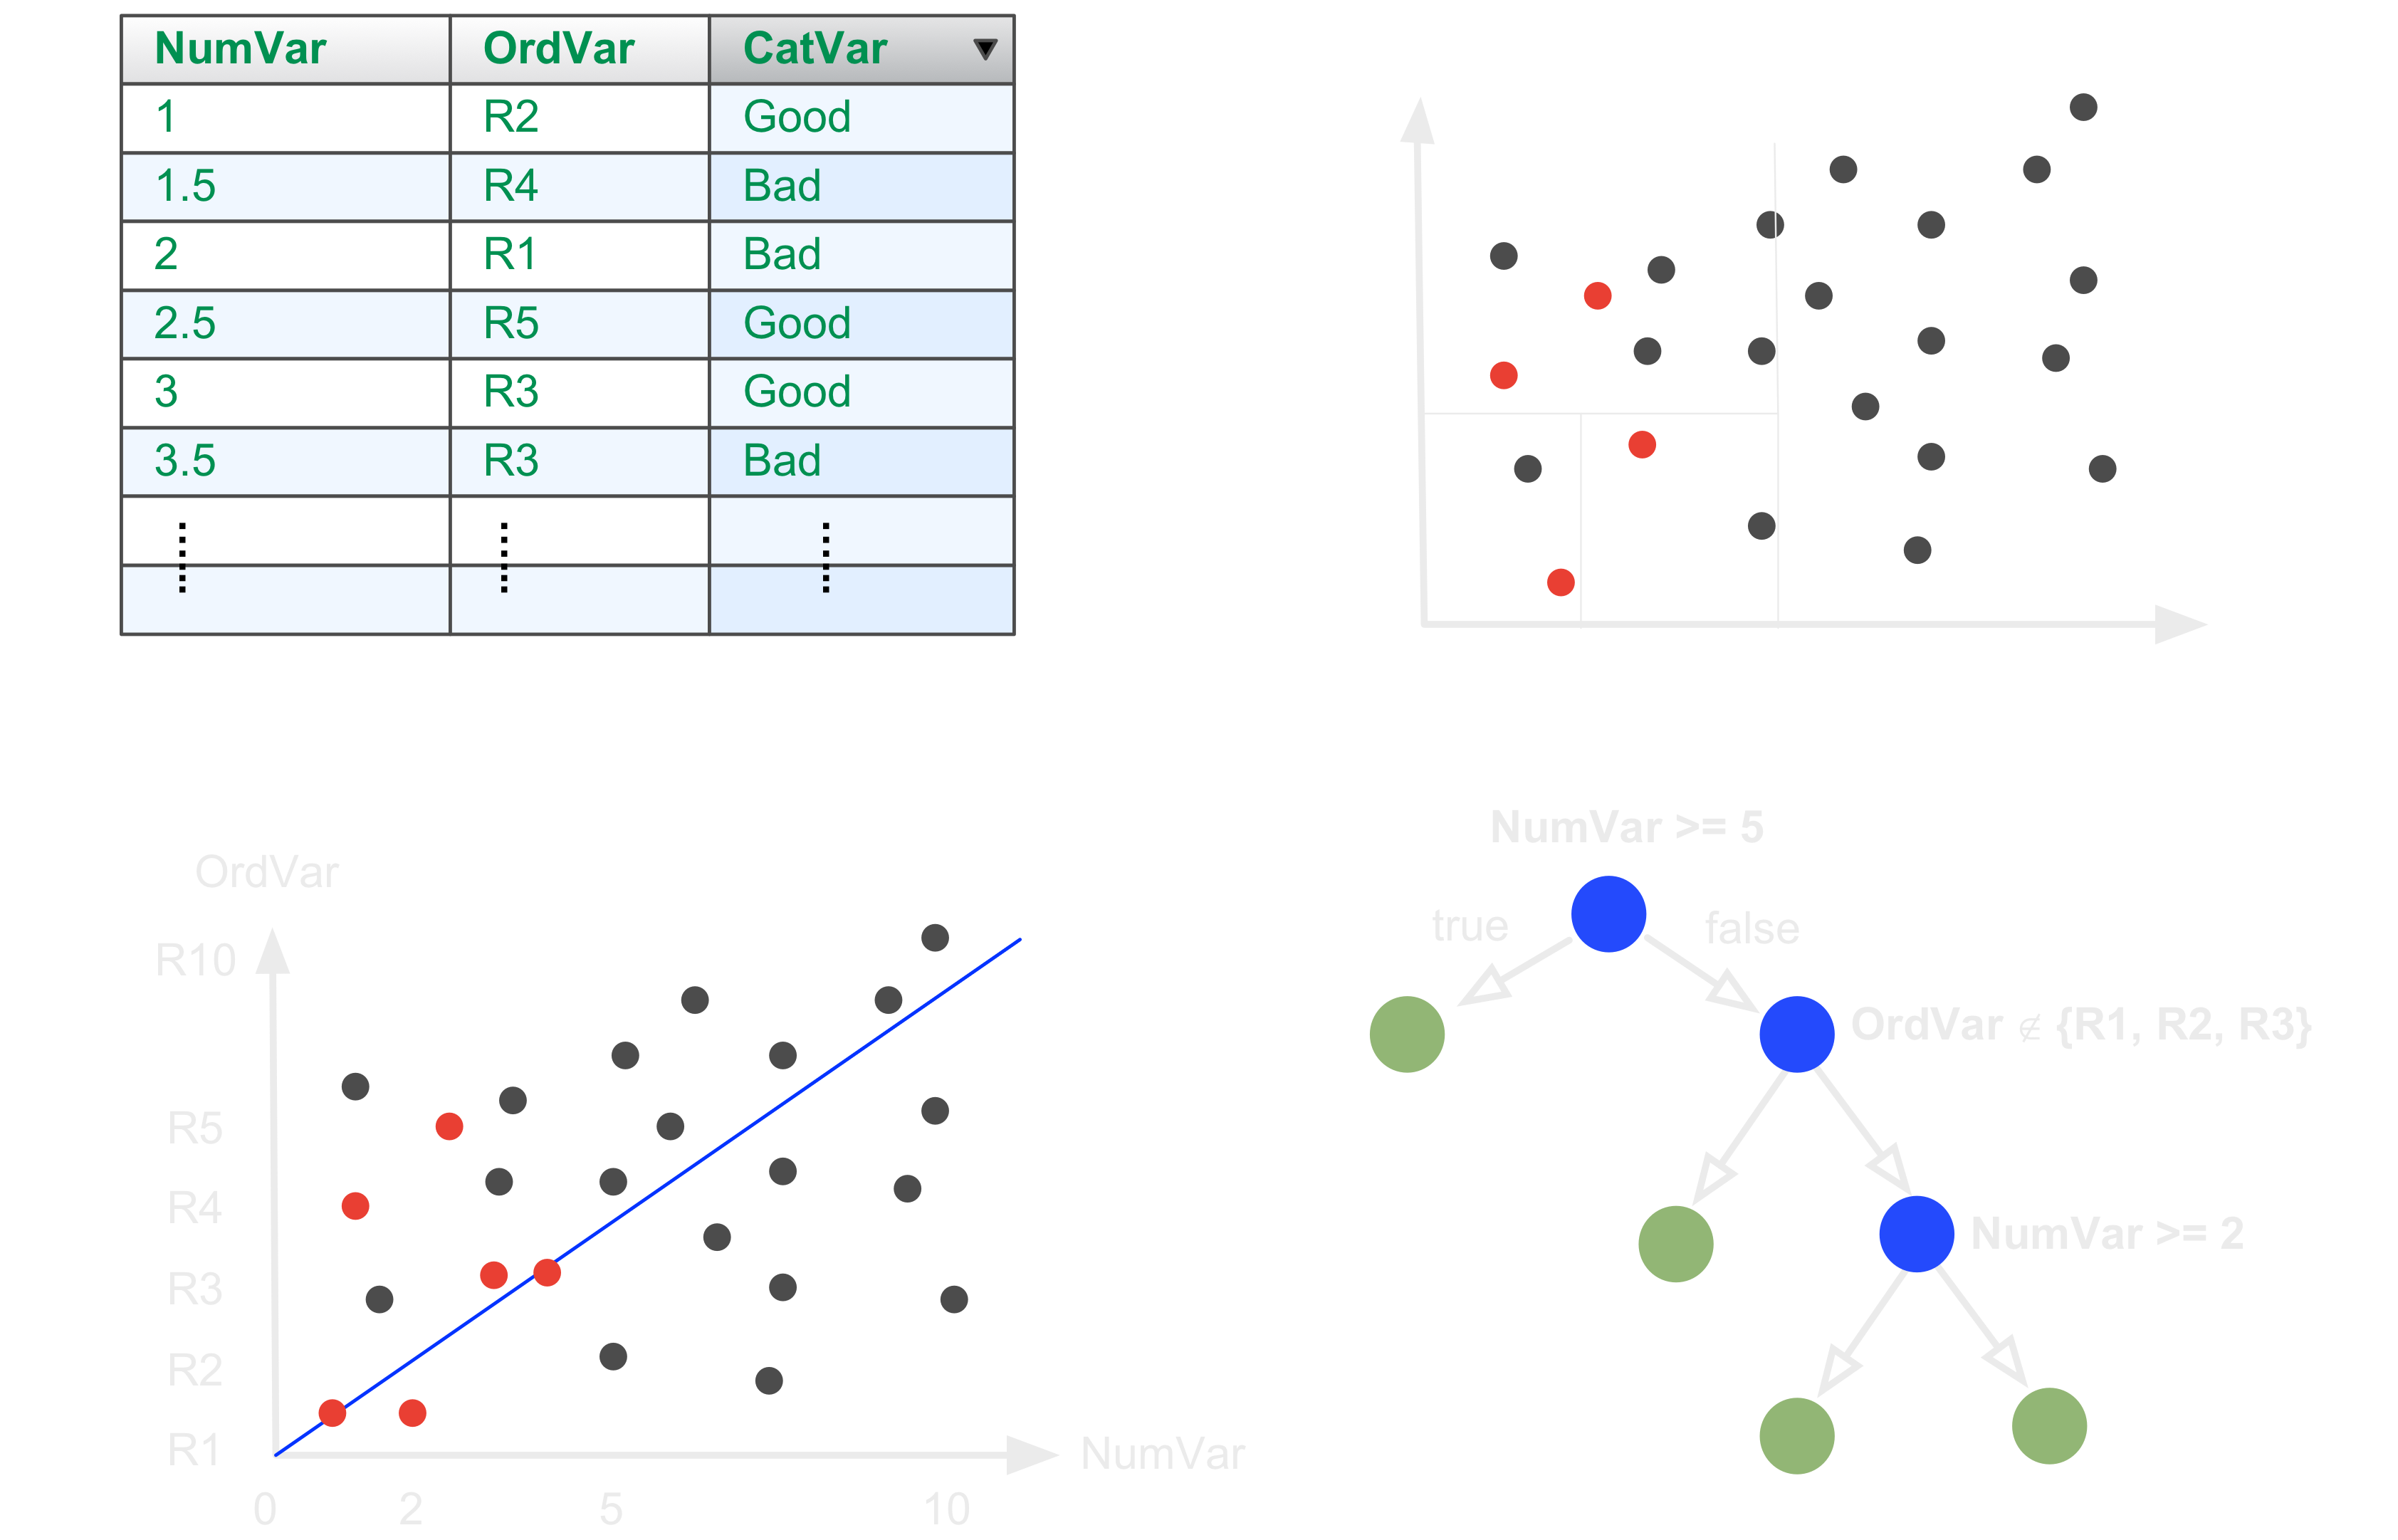 NumVar OrdVar CatVar
1 R2 Good
1.5 R4 Bad
2 R1 Bad
2.5 R5 Good
3 R3 Good
3.5 R3 Bad
OrdVar
R10
R5
R4
R3
R2
R1
NumVar
0 2 5 10
NumVar >= 5
true false
OrdVar ∉ {R1, R2, R3}
NumVar >= 2